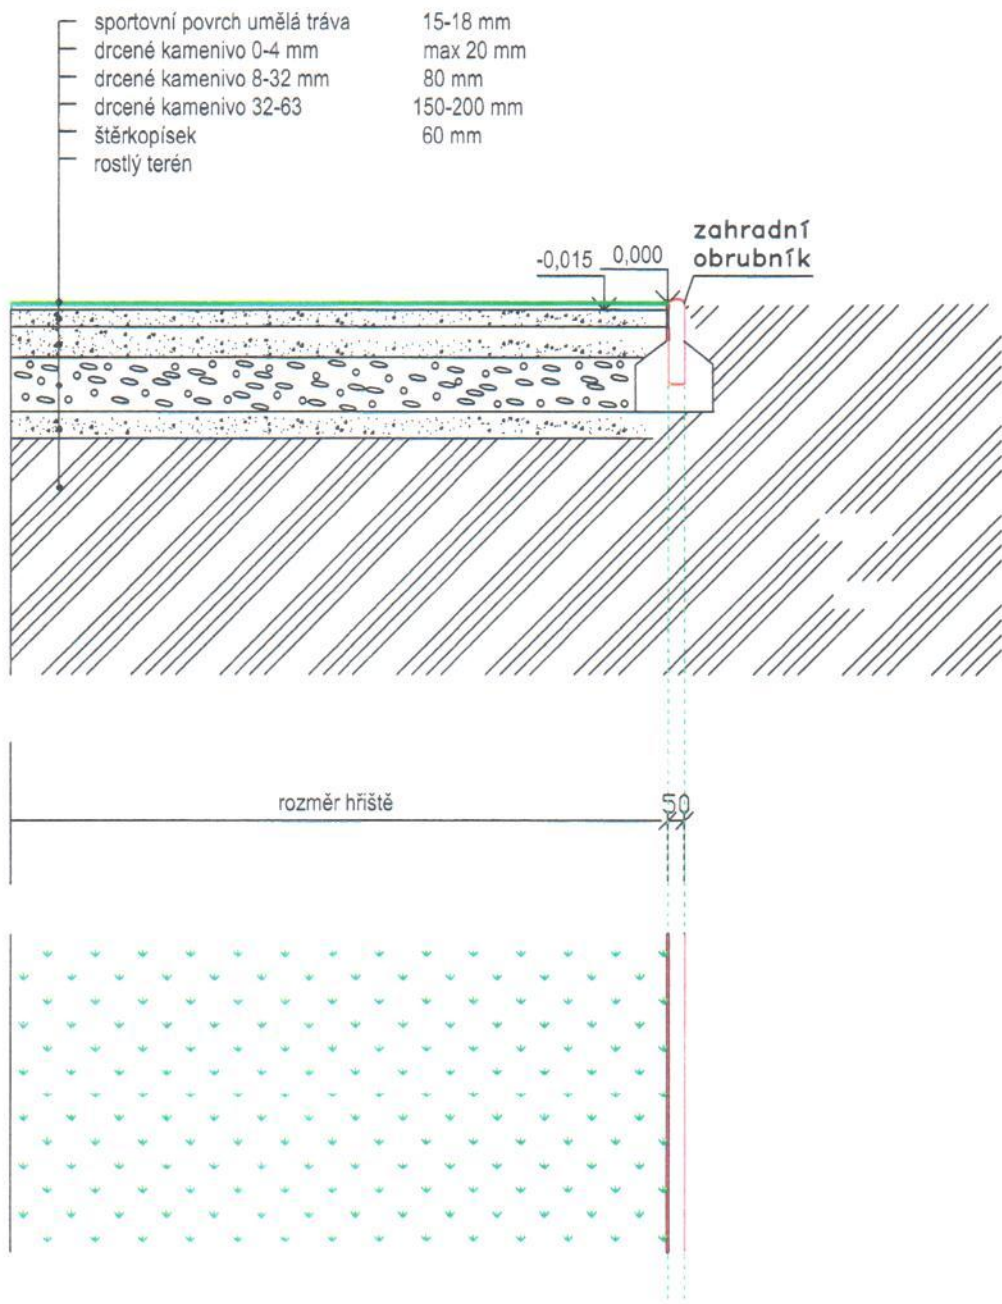 sportovní povrch umělá tráva 15-18 mm
drcené kamenivo 0-4 mm max 20 mm
drcené kamenivo 8-32 mm 80 mm
drcené kamenivo 32-63 150-200 mm
štěrkopísek 60 mm
rostlý terén
zahradní
obrubník
-0,015 0,000
rozměr hřiště 50